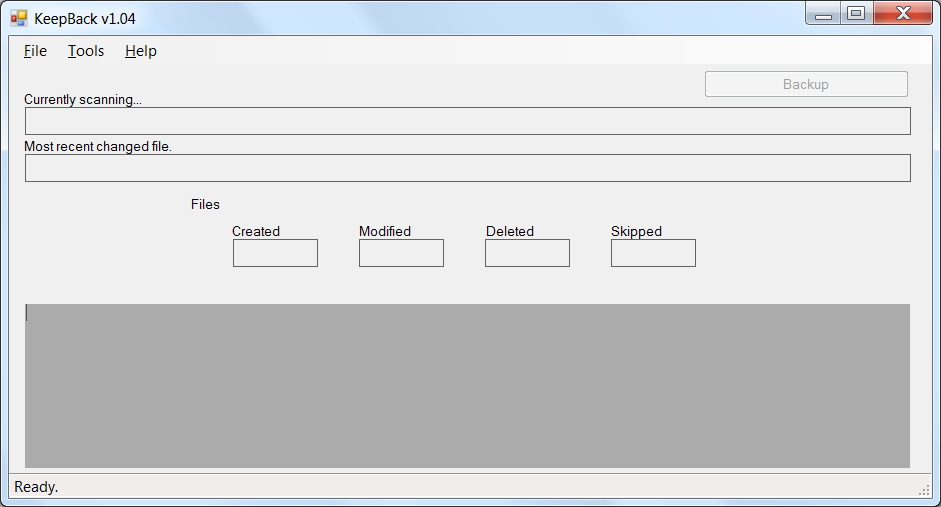 KeepBack v1.04
File Tools Help
Backup
Currently scanning...
Most recent changed file.
Files
Created Modified Deleted Skipped
Ready.